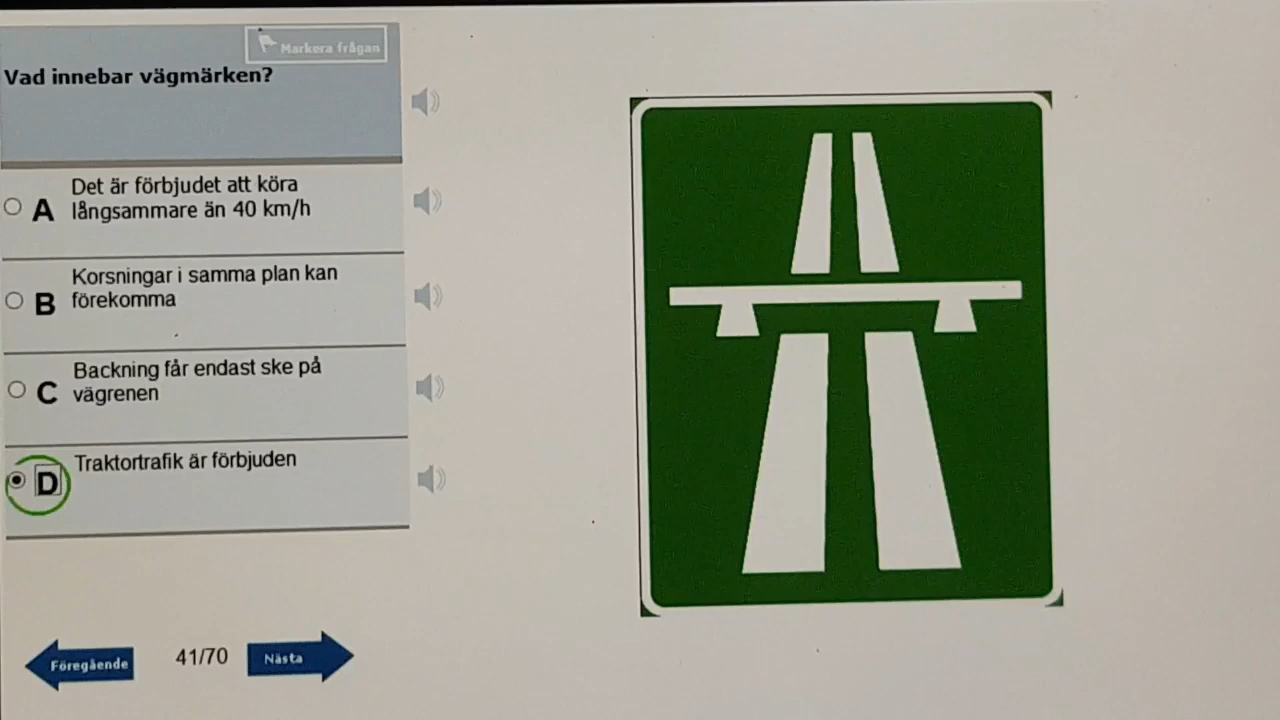 Markera frågan
Vad innebar vägmärken?
A Det är förbjudet att köra
långsammare än 40 km/h
B Korsningar i samma plan kan
förekomma
C Backning får endast ske på
vägrenen
D Traktortrafik är förbjuden
Föregående 41/70 Nästa